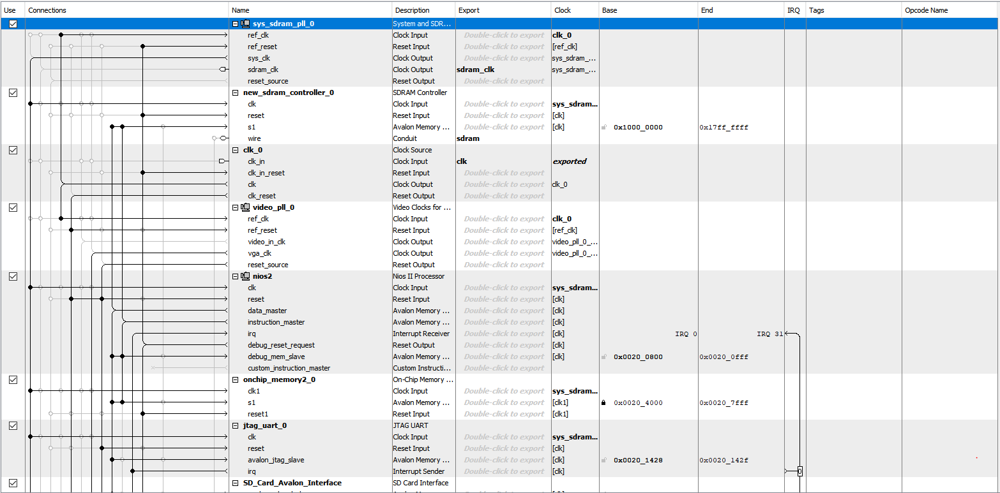 Use Connections Name Description Export Clock Base End IRQ Tags Opcode Name
sys_sdram_pll_0 System and SDR...
ref_clk Clock Input Double-click to export clk_0
ref_reset Reset Input Double-click to export [ref_clk]
sys_clk Clock Output Double-click to export sys_sdram_...
sdram_clk Clock Output sdram_clk sys_sdram_...
reset_source Reset Output Double-click to export
new_sdram_controller_0 SDRAM Controller
clk Clock Input Double-click to export sys_sdram...
reset Reset Input Double-click to export [clk]
s1 Avalon Memory ... Double-click to export [clk] 0x1000_0000 0x17ff_ffff
wire Conduit sdram
clk_0 Clock Source
clk_in Clock Input clk exported
clk_in_reset Reset Input Double-click to export
clk Clock Output Double-click to export clk_0
clk_reset Reset Output Double-click to export
video_pll_0 Video Clocks for ...
ref_clk Clock Input Double-click to export clk_0
ref_reset Reset Input Double-click to export [ref_clk]
video_in_clk Clock Output Double-click to export video_pll_0_...
vga_clk Clock Output Double-click to export video_pll_0_...
reset_source Reset Output Double-click to export
nios2 Nios II Processor
clk Clock Input Double-click to export sys_sdram...
reset Reset Input Double-click to export [clk]
data_master Avalon Memory ... Double-click to export [clk]
instruction_master Avalon Memory ... Double-click to export [clk]
irq Interrupt Receiver Double-click to export [clk] IRQ 0 IRQ 31
debug_reset_request Reset Output Double-click to export [clk]
debug_mem_slave Avalon Memory ... Double-click to export [clk] 0x0020_0800 0x0020_0fff
custom_instruction_master Custom Instructi... Double-click to export
onchip_memory2_0 On-Chip Memory ...
clk1 Clock Input Double-click to export sys_sdram...
s1 Avalon Memory ... Double-click to export [clk1] 0x0020_4000 0x0020_7fff
reset1 Reset Input Double-click to export [clk1]
jtag_uart_0 JTAG UART
clk Clock Input Double-click to export sys_sdram...
reset Reset Input Double-click to export [clk]
avalon_jtag_slave Avalon Memory ... Double-click to export [clk] 0x0020_1428 0x0020_142f
irq Interrupt Sender Double-click to export [clk] 0
SD_Card_Avalon_Interface SD Card Interface